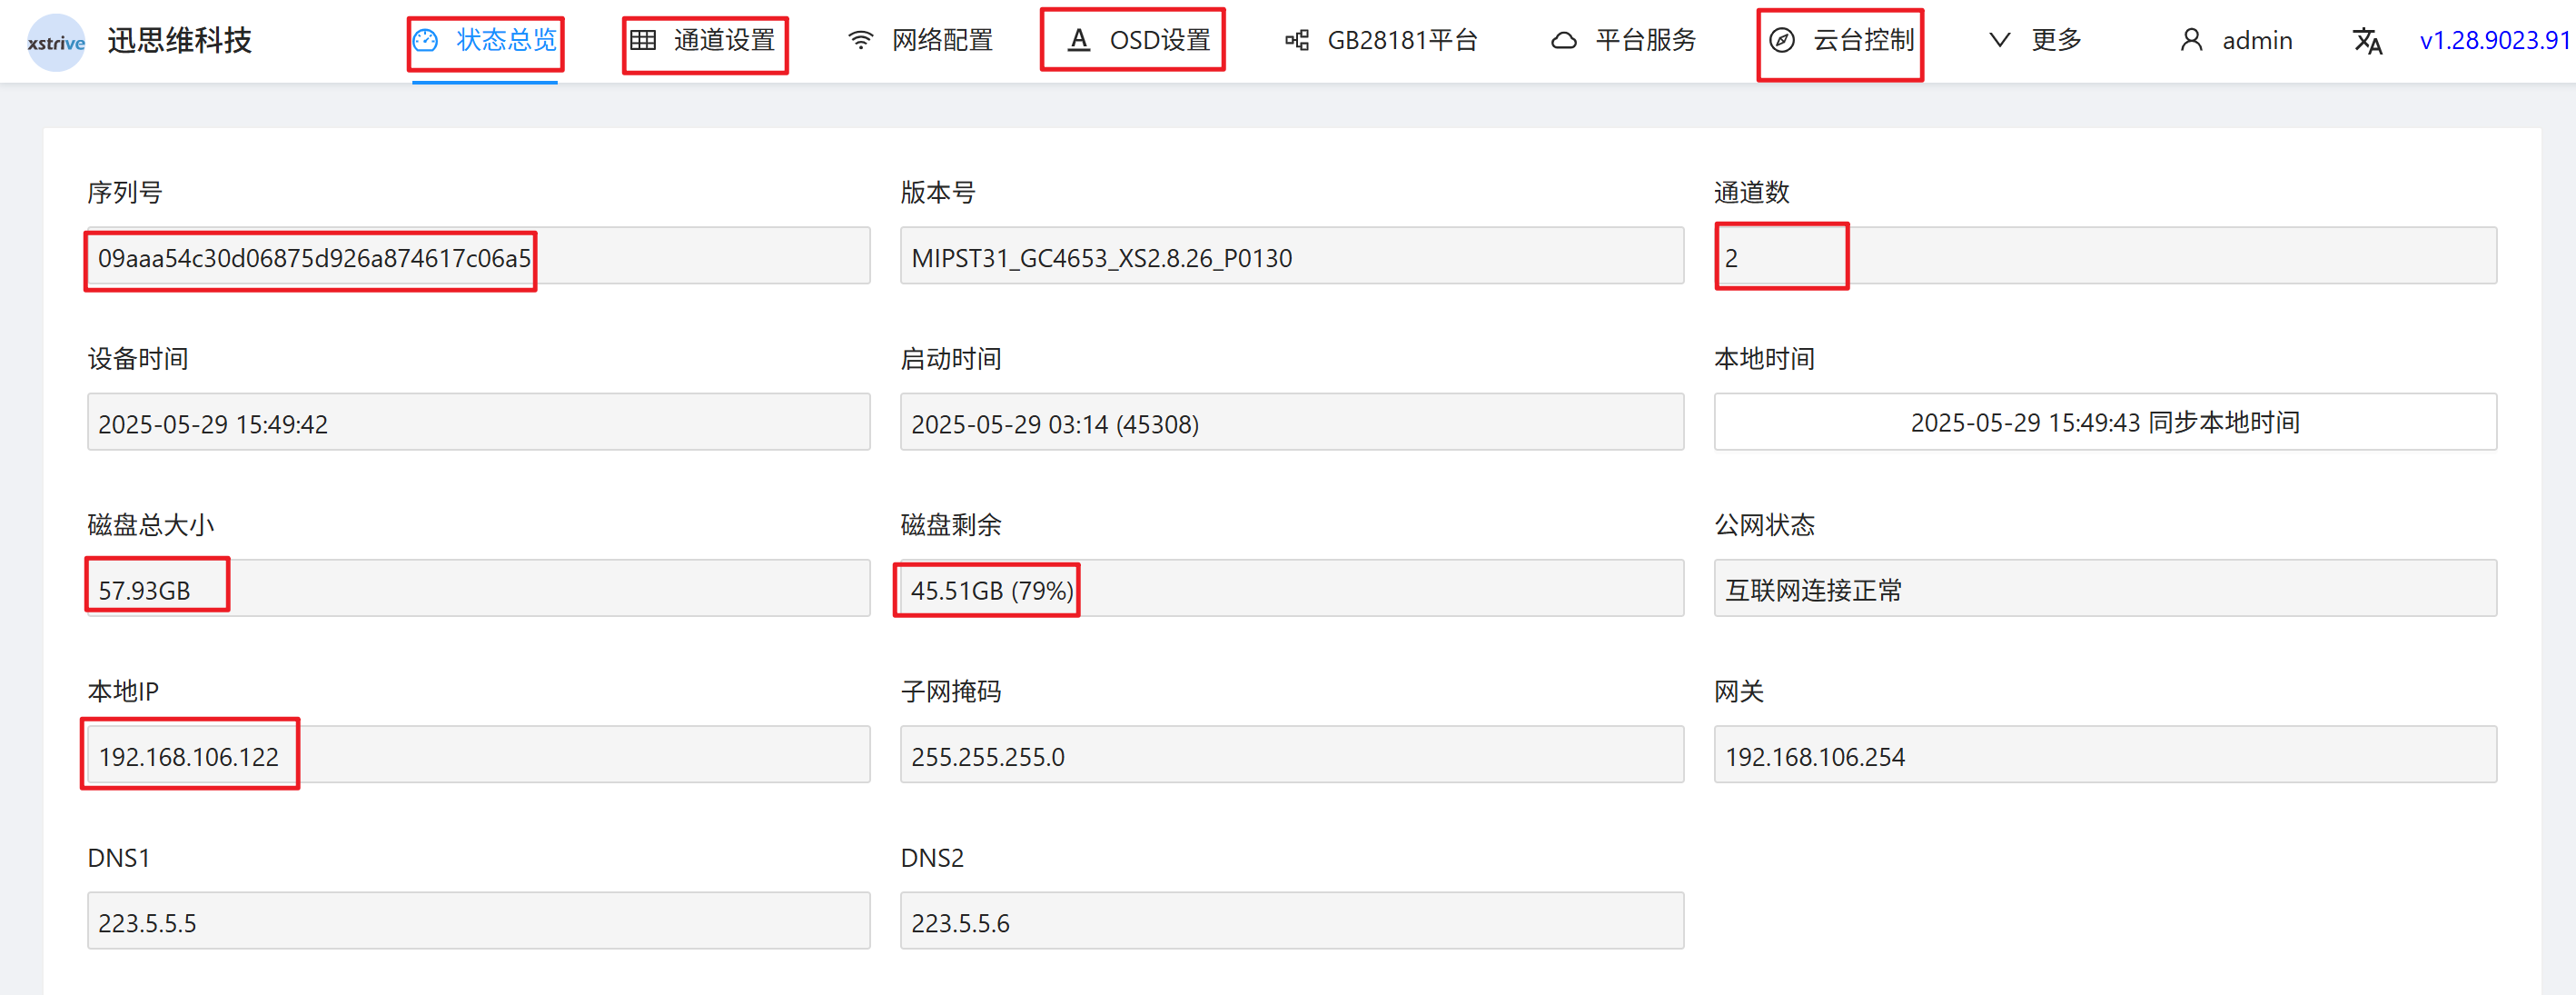 xstrive 迅思维科技 状态总览 通道设置 网络配置 OSD设置 GB28181平台 平台服务 云台控制 更多 admin v1.28.9023.91
序列号 版本号 通道数
09aaa54c30d06875d926a874617c06a5 MIPST31_GC4653_XS2.8.26_P0130 2
设备时间 启动时间 本地时间
2025-05-29 15:49:42 2025-05-29 03:14 (45308) 2025-05-29 15:49:43 同步本地时间
磁盘总大小 磁盘剩余 公网状态
57.93GB 45.51GB (79%) 互联网连接正常
本地IP 子网掩码 网关
192.168.106.122 255.255.255.0 192.168.106.254
DNS1 DNS2
223.5.5.5 223.5.5.6